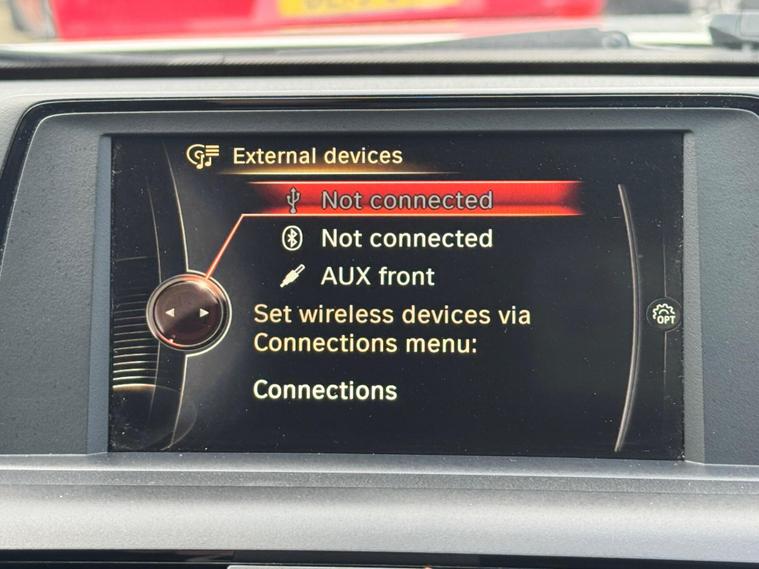 External devices
Not connected
Not connected
AUX front
Set wireless devices via
Connections menu:
OPT
Connections